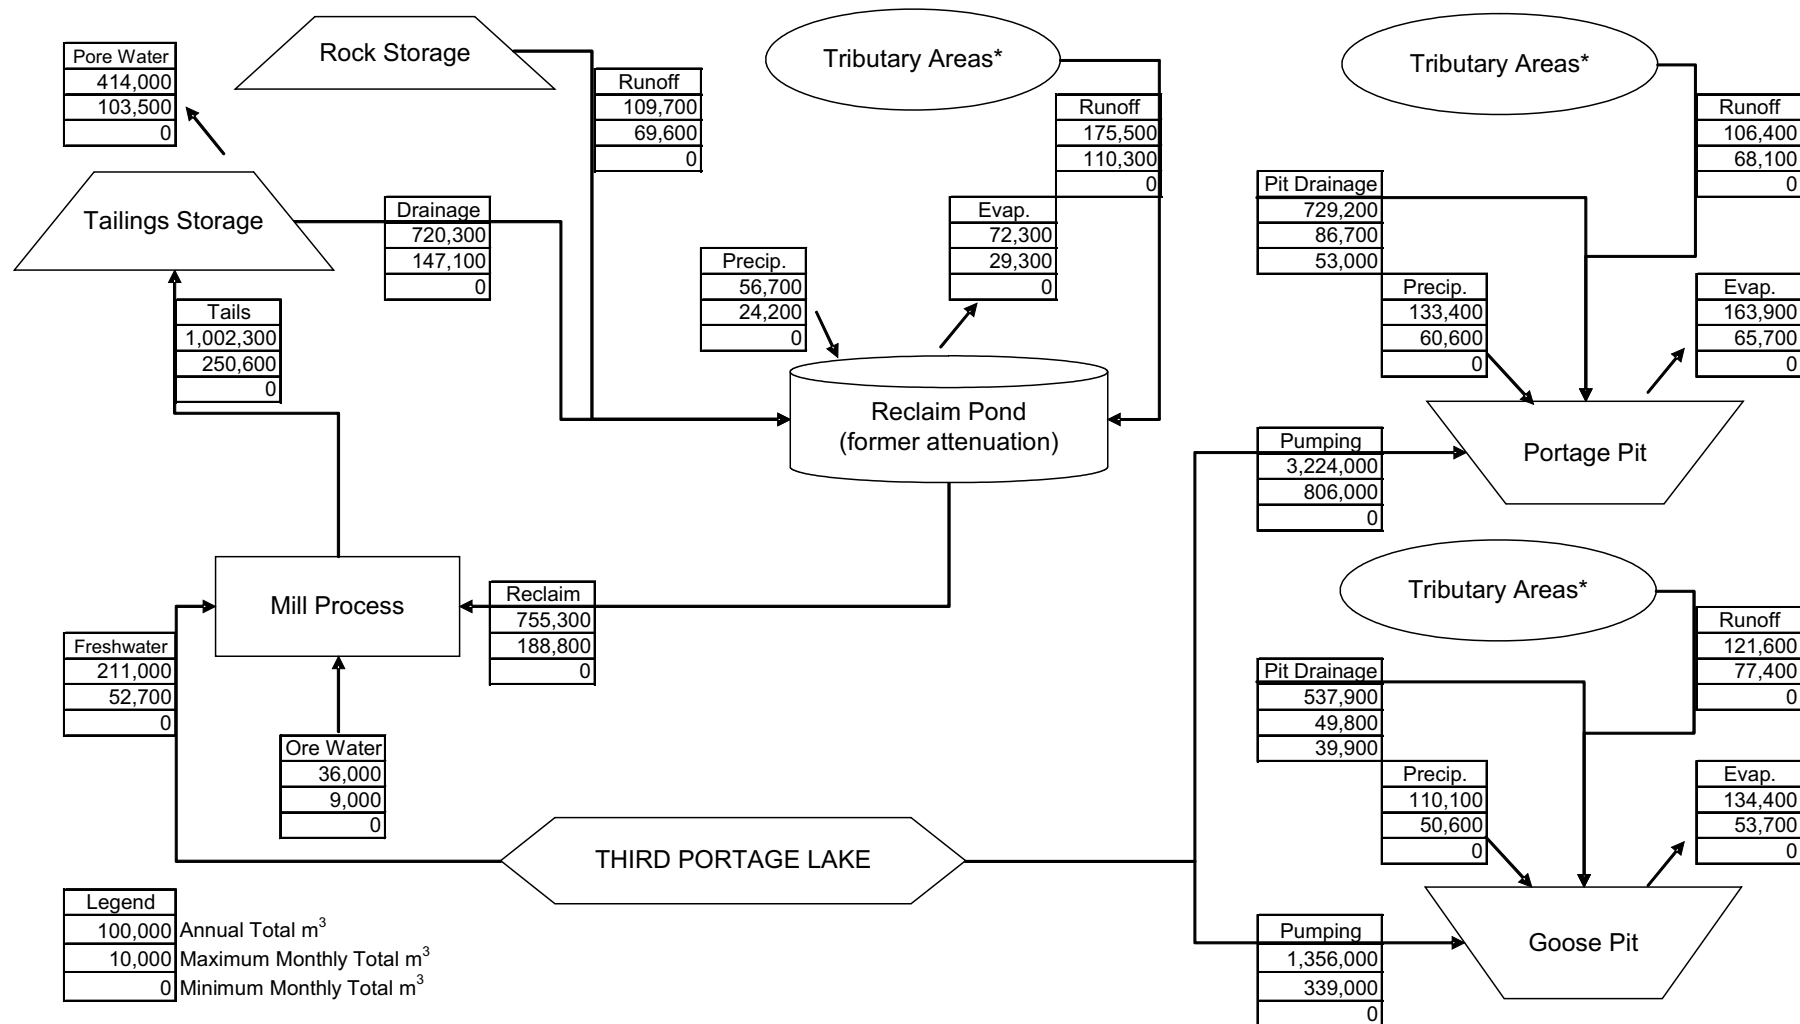 Pore Water
414,000
103,500
0
Rock Storage
Runoff
109,700
69,600
0
Tributary Areas*
Runoff
175,500
110,300
0
Tributary Areas*
Runoff
106,400
68,100
0
Tailings Storage
Drainage
720,300
147,100
0
Precip.
56,700
24,200
0
Evap.
72,300
29,300
0
Pit Drainage
729,200
86,700
53,000
Precip.
133,400
60,600
0
Evap.
163,900
65,700
0
Tails
1,002,300
250,600
0
Reclaim Pond
(former attenuation)
Pumping
3,224,000
806,000
0
Portage Pit
Mill Process
Reclaim
755,300
188,800
0
Tributary Areas*
Runoff
121,600
77,400
0
Freshwater
211,000
52,700
0
Ore Water
36,000
9,000
0
Pit Drainage
537,900
49,800
39,900
Precip.
110,100
50,600
0
Evap.
134,400
53,700
0
THIRD PORTAGE LAKE
Pumping
1,356,000
339,000
0
Goose Pit
Legend
100,000 Annual Total m³
10,000 Maximum Monthly Total m³
0 Minimum Monthly Total m³